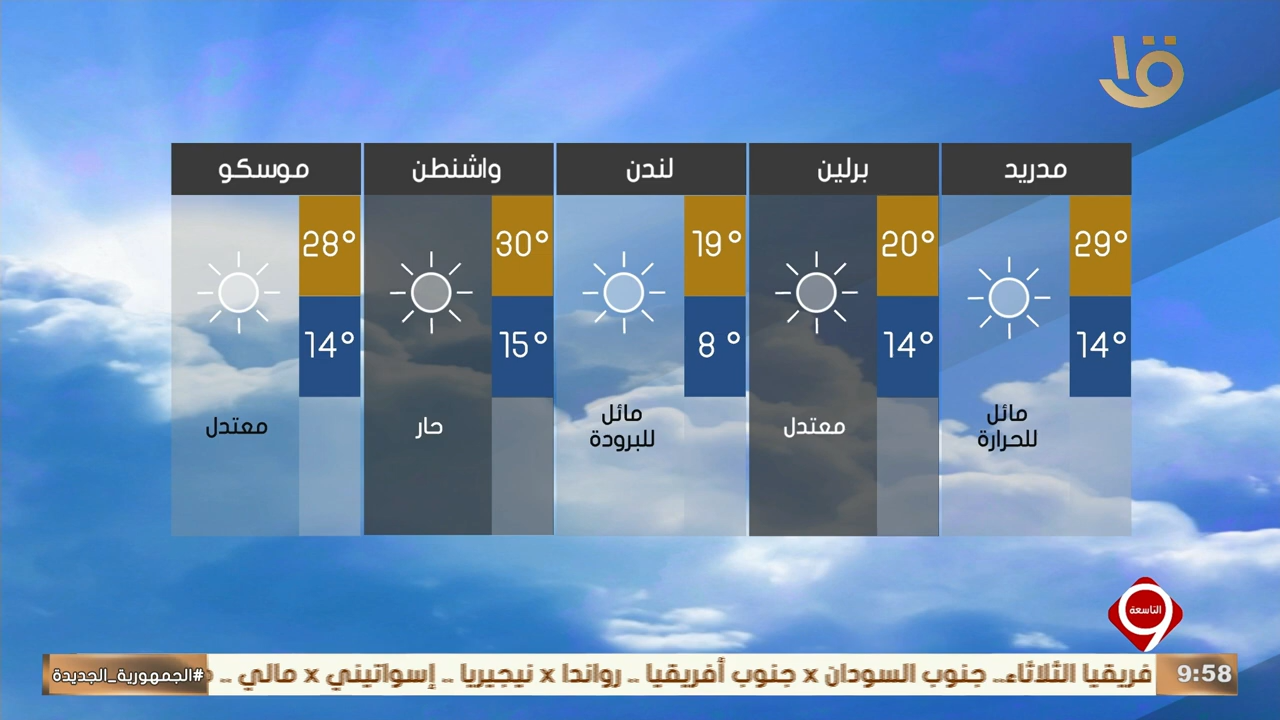 مدريد
29°
14°
مائل
للحرارة
برلين
20°
14°
معتدل
لندن
19°
8°
مائل
للبرودة
واشنطن
30°
15°
حار
موسكو
28°
14°
معتدل
التاسعة
9
9:58
فريقيا الثلاثاء.. جنوب السودان x جنوب أفريقيا .. رواندا x نيجيريا .. إسواتيني x مالي ..
#الجمهورية_الجديدة